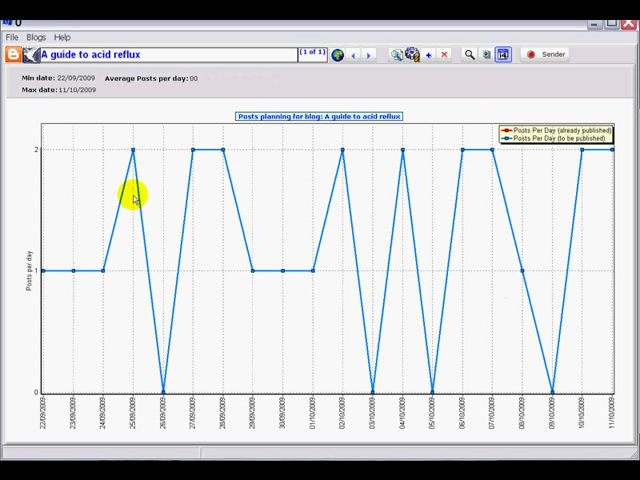 File Blogs Help
A guide to acid reflux
(1 of 1)
Sender
Min date: 22/09/2009 Average Posts per day: 00
Max date: 11/10/2009
Posts planning for blog: A guide to acid reflux
Posts Per Day (already published)
Posts Per Day (to be published)
Posts per day
2
1
0
22/09/2009
23/09/2009
24/09/2009
25/09/2009
26/09/2009
27/09/2009
28/09/2009
29/09/2009
30/09/2009
01/10/2009
02/10/2009
03/10/2009
04/10/2009
05/10/2009
06/10/2009
07/10/2009
08/10/2009
09/10/2009
10/10/2009
11/10/2009